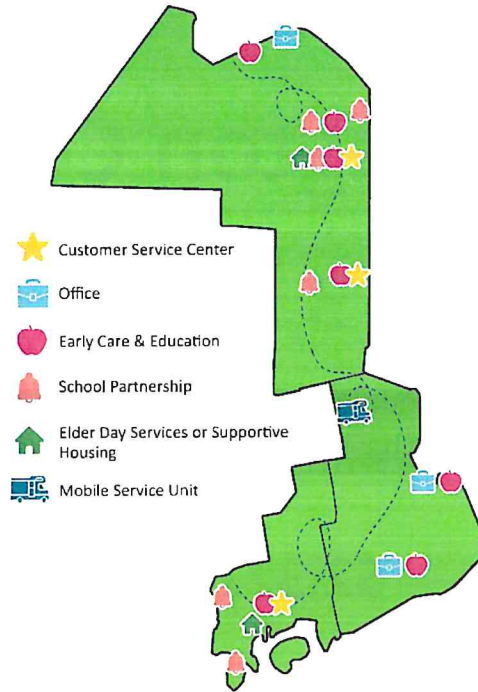 Customer Service Center
Office
Early Care & Education
School Partnership
Elder Day Services or Supportive
Housing
Mobile Service Unit